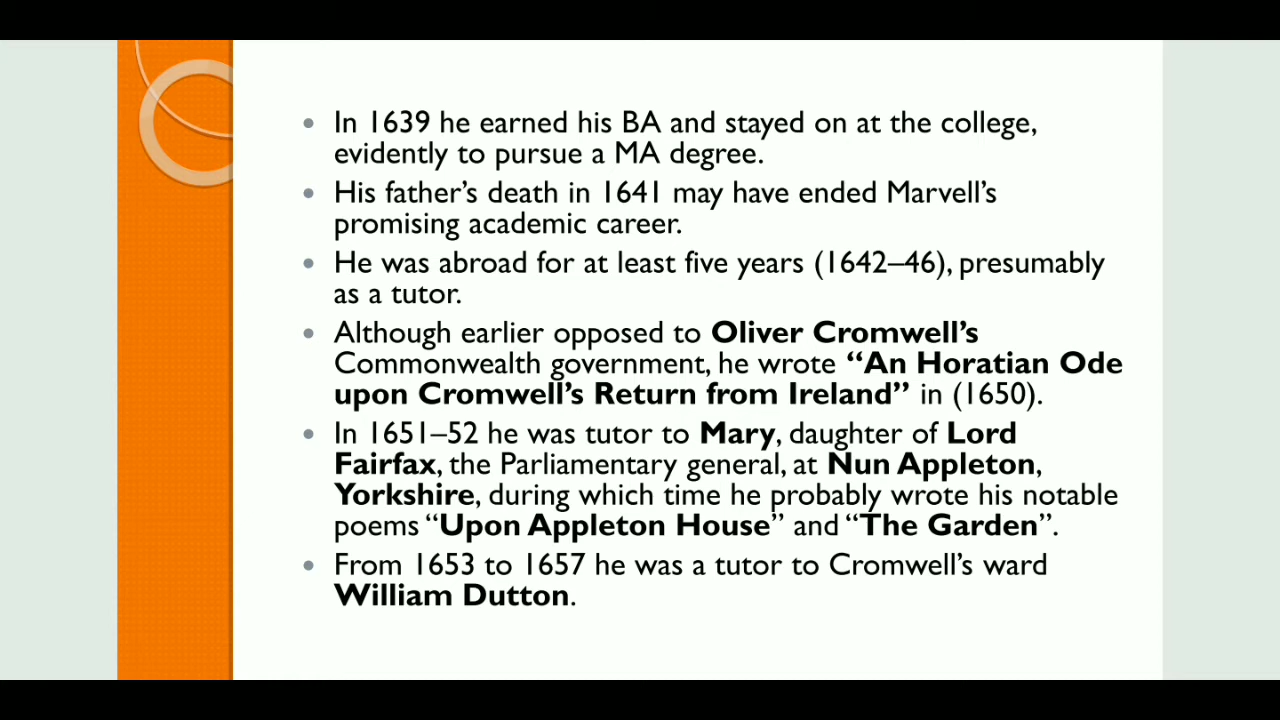 • In 1639 he earned his BA and stayed on at the college,
evidently to pursue a MA degree.
• His father’s death in 1641 may have ended Marvell’s
promising academic career.
• He was abroad for at least five years (1642–46), presumably
as a tutor.
• Although earlier opposed to Oliver Cromwell’s
Commonwealth government, he wrote “An Horatian Ode
upon Cromwell’s Return from Ireland” in (1650).
• In 1651–52 he was tutor to Mary, daughter of Lord
Fairfax, the Parliamentary general, at Nun Appleton,
Yorkshire, during which time he probably wrote his notable
poems “Upon Appleton House” and “The Garden”.
• From 1653 to 1657 he was a tutor to Cromwell’s ward
William Dutton.